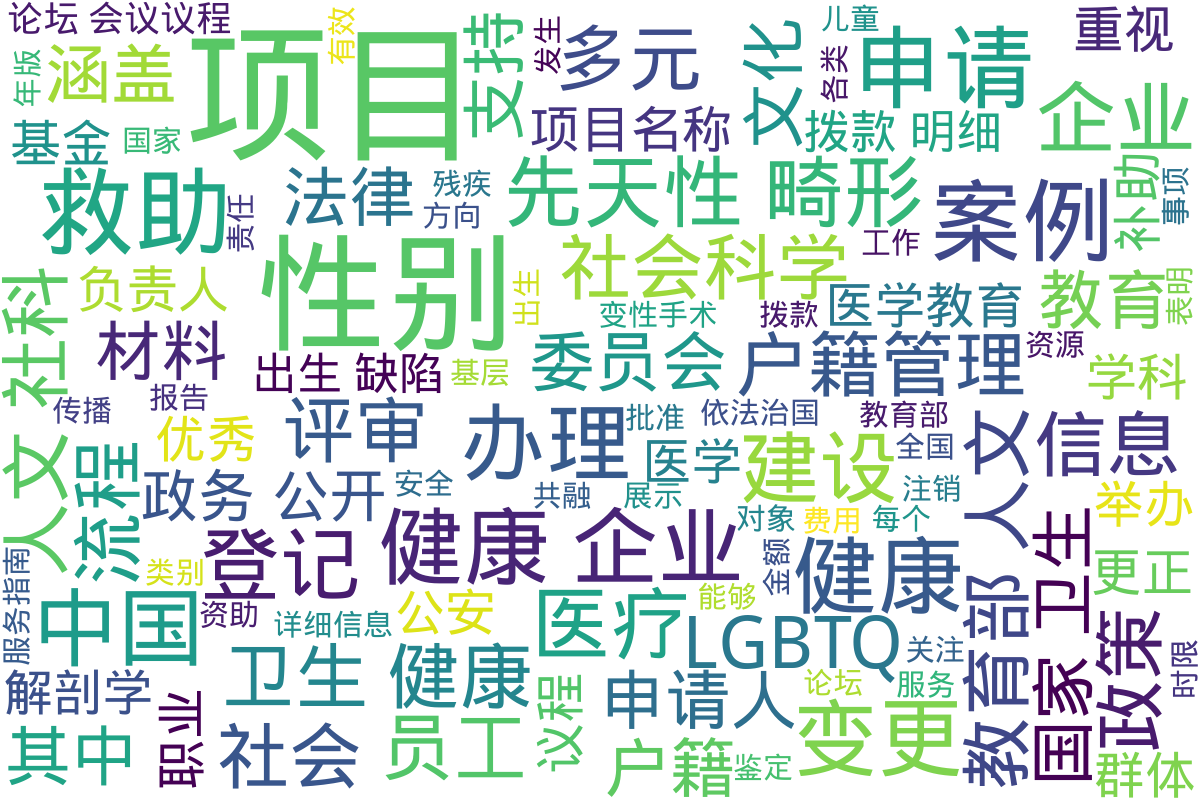 论坛 会议议程
有效
支持
发生
多元
文化
儿童
各类
申请
重视
年版
涵盖
项目
项目名称
拨款 明细
企业
基金
国家
救助
责任
法律
残疾
方向
先天性 畸形
案例
补助
事项
工作
性别
社会科学
社科
负责人
出生
变性手术
拨款
医学教育
教育
表明
材料
出生 缺陷
基层
委员会
户籍管理
资源
学科
传播
报告
优秀
评审
办理
批准
依法治国
教育部
人文
信息
人文
流程
政务 公开
安全
共融
医学
展示
建设
全国
注销
举办
登记
健康 企业
对象
费用
每个
卫生
更正
服务指南
类别
中国
资助
详细信息
公安
医疗
能够
金额
健康
教育部
国家
政策
LGBTQ
关注
时限
解剖学
卫生
健康
议程
申请人
论坛
服务
变更
其中
职业
社会
员工
户籍
鉴定
群体